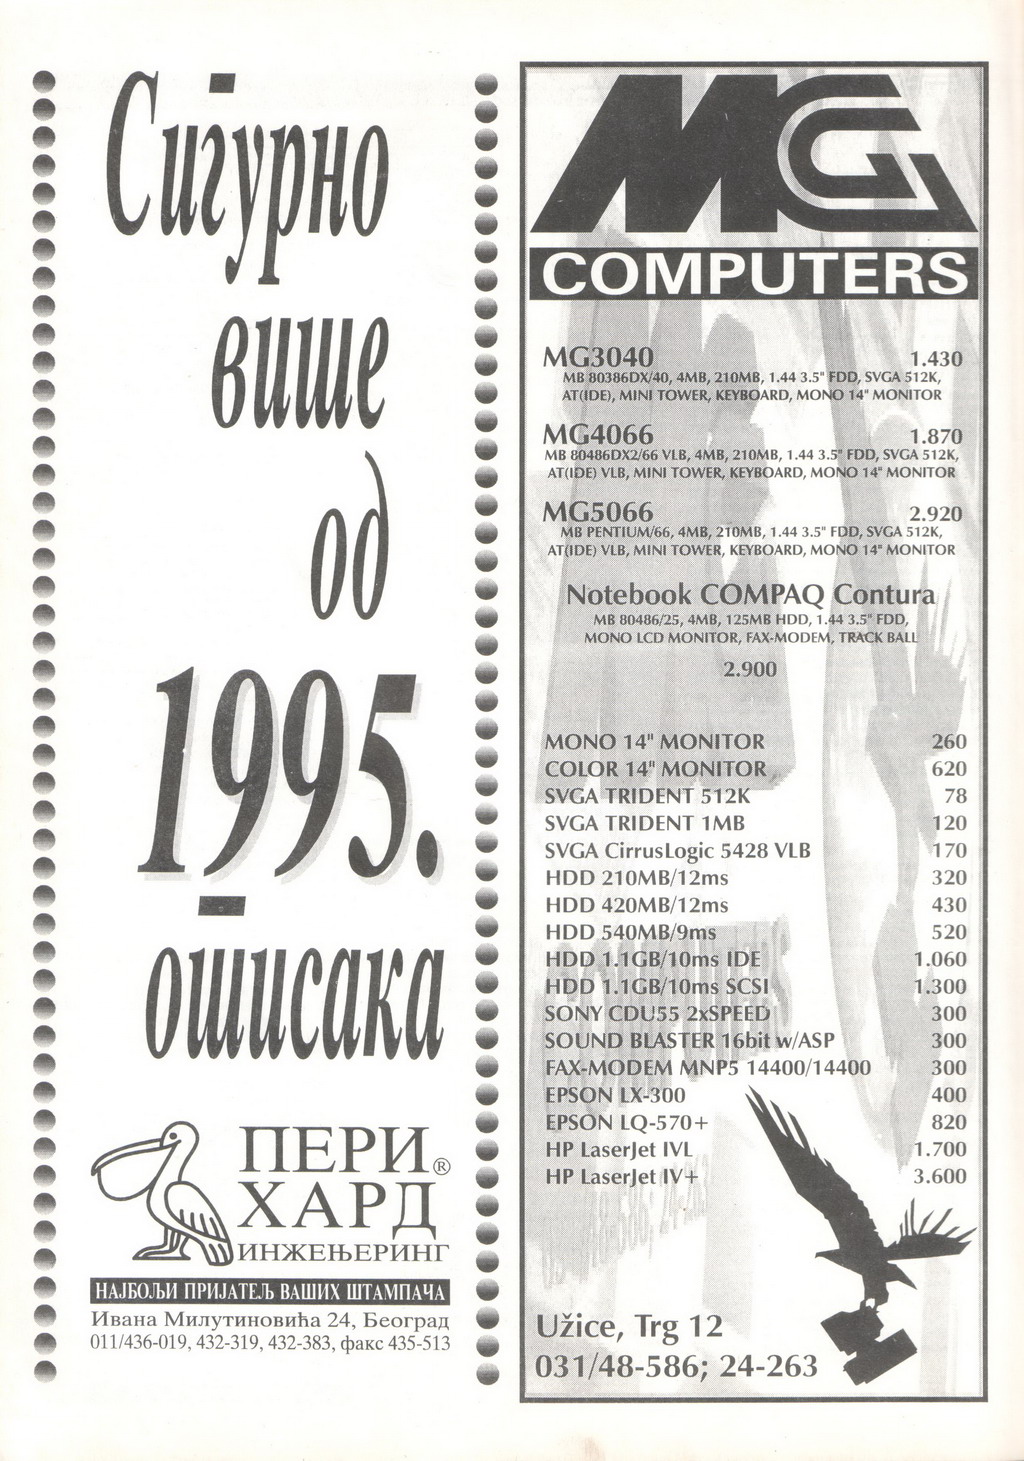 Сигурно
више
од
1995.
отисака
ПЕРИ®
ХАРД
ИНЖЕЊЕРИНГ
НАЈБОЉИ ПРИЈАТЕЉ ВАШИХ ШТАМПАЧА
Ивана Милутиновића 24, Београд
011/436-019, 432-319, 432-383, факс 435-513
MG
COMPUTERS
MG3040 1.430
MB 80386DX/40, 4MB, 210MB, 1.44 3.5" FDD, SVGA 512K,
AT(IDE), MINI TOWER, KEYBOARD, MONO 14" MONITOR
MG4066 1.870
MB 80486DX2/66 VLB, 4MB, 210MB, 1.44 3.5" FDD, SVGA 512K,
AT(IDE) VLB, MINI TOWER, KEYBOARD, MONO 14" MONITOR
MG5066 2.920
MB PENTIUM/66, 4MB, 210MB, 1.44 3.5" FDD, SVGA 512K,
AT(IDE) VLB, MINI TOWER, KEYBOARD, MONO 14" MONITOR
Notebook COMPAQ Contura
MB 80486/25, 4MB, 125MB HDD, 1.44 3.5" FDD,
MONO LCD MONITOR, FAX-MODEM, TRACK BALL
2.900
MONO 14" MONITOR 260
COLOR 14" MONITOR 620
SVGA TRIDENT 512K 78
SVGA TRIDENT 1MB 120
SVGA CirrusLogic 5428 VLB 170
HDD 210MB/12ms 320
HDD 420MB/12ms 430
HDD 540MB/9ms 520
HDD 1.1GB/10ms IDE 1.060
HDD 1.1GB/10ms SCSI 1.300
SONY CDU55 2xSPEED 300
SOUND BLASTER 16bit w/ASP 300
FAX-MODEM MNP5 14400/14400 300
EPSON LX-300 400
EPSON LQ-570+ 820
HP LaserJet IVL 1.700
HP LaserJet IV+ 3.600
Užice, Trg 12
031/48-586; 24-263